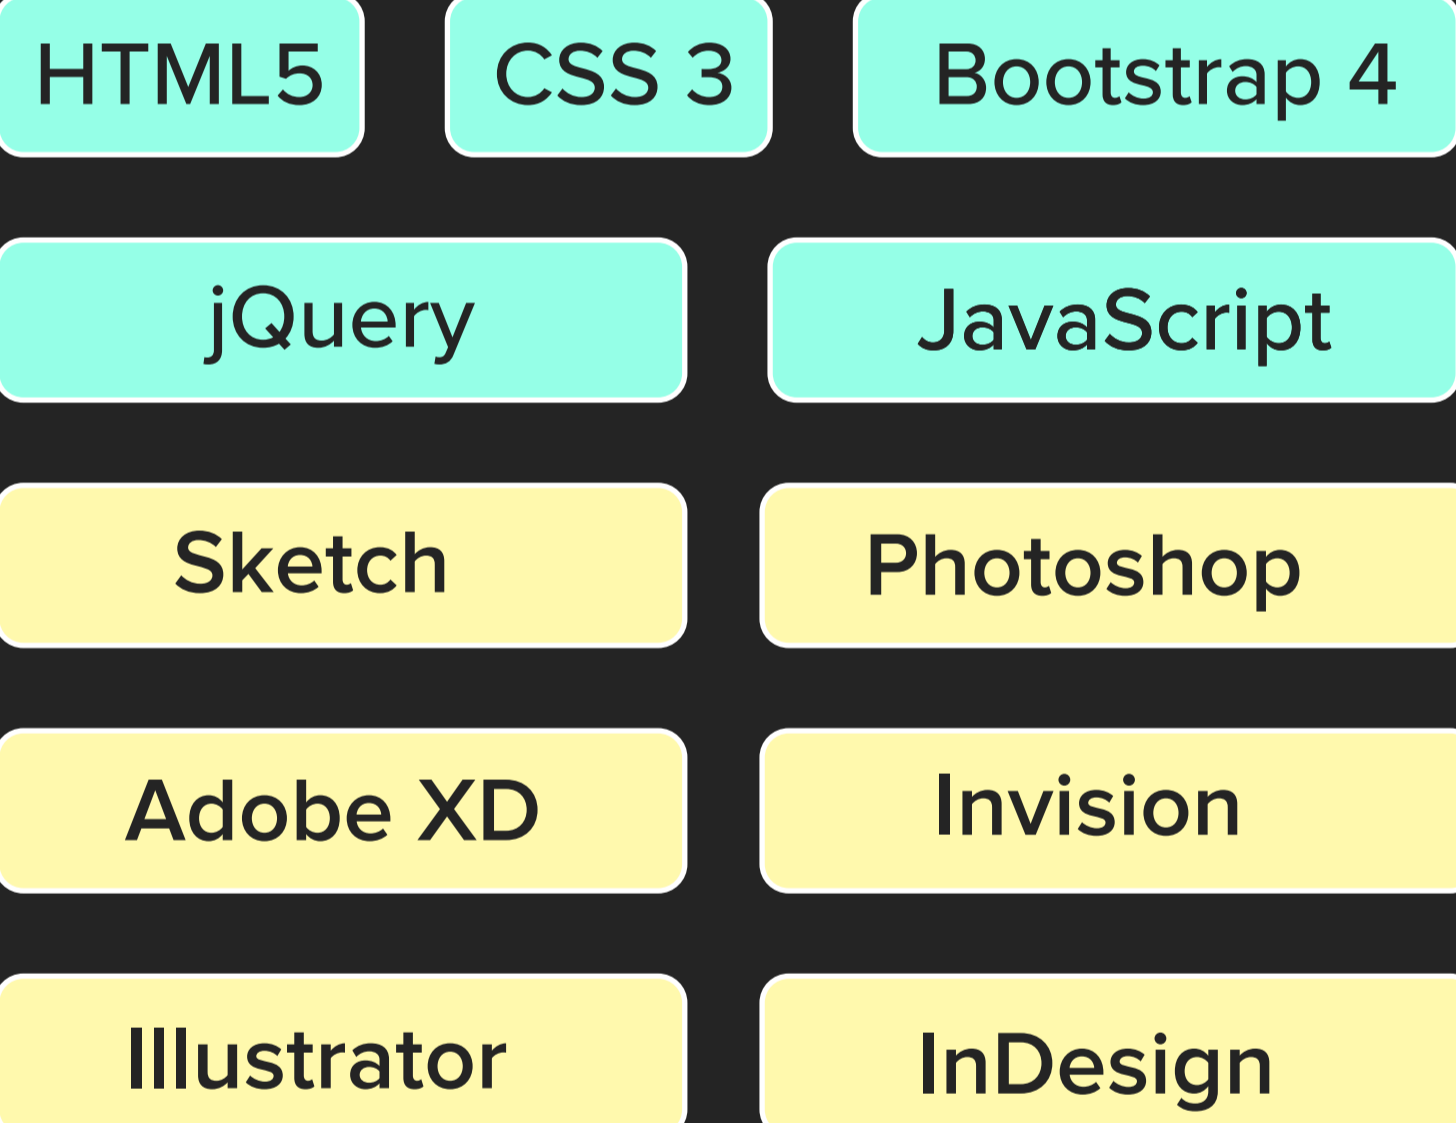 HTML5 CSS 3 Bootstrap 4
jQuery JavaScript
Sketch Photoshop
Adobe XD Invision
Illustrator InDesign